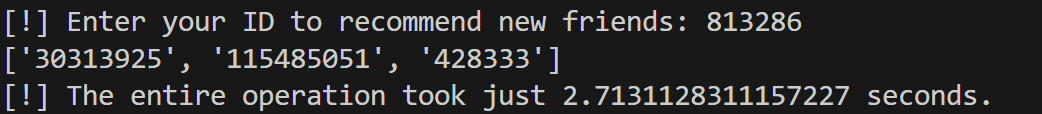 [!] Enter your ID to recommend new friends: 813286
['30313925', '115485051', '428333']
[!] The entire operation took just 2.7131128311157227 seconds.